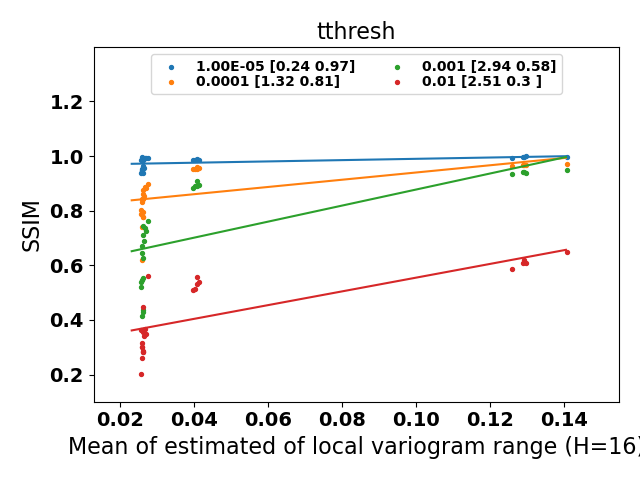 tthresh
1.00E-05 [0.24 0.97]
0.0001 [1.32 0.81]
0.001 [2.94 0.58]
0.01 [2.51 0.3 ]
SSIM
1.2
1.0
0.8
0.6
0.4
0.2
0.02 0.04 0.06 0.08 0.10 0.12 0.14
Mean of estimated of local variogram range (H=16)